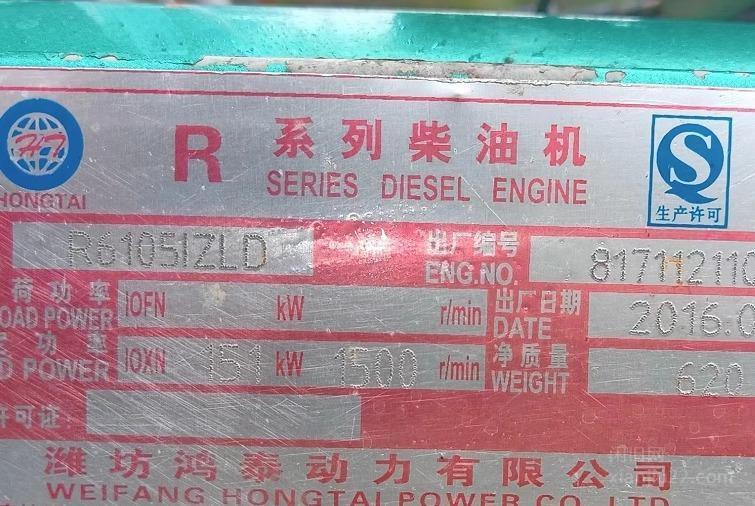 HT
HONGTAI
R 系列柴油机
SERIES DIESEL ENGINE
S
生产许可
R6105IZLD
出厂编号
ENG.NO.
817112110
荷功率
OAD POWER
IOFN kW r/min
出厂日期
DATE
2016.0
功率
D POWER
IOXN 151 kW 1500 r/min
净质量
WEIGHT
620
许可证:
潍坊鸿泰动力有限公司
WEIFANG HONGTAI POWER CO., LTD